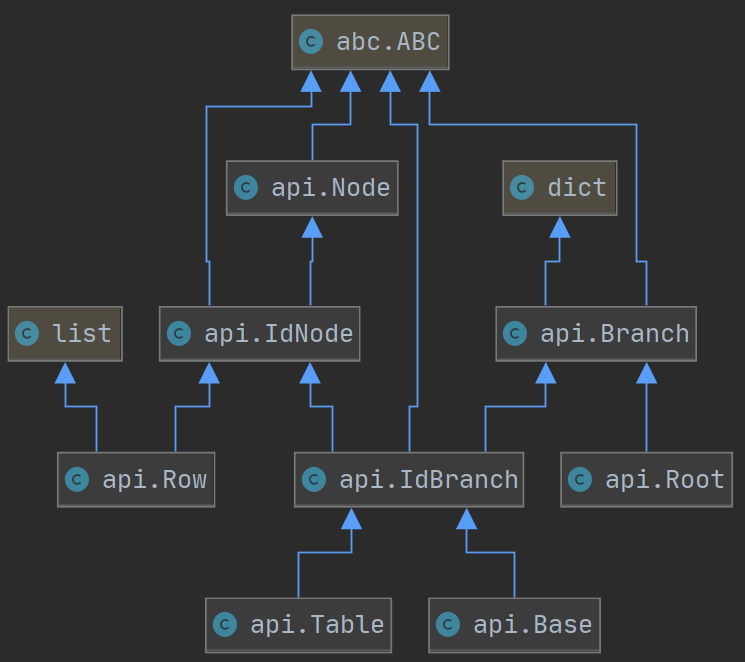 C abc.ABC
C api.Node
C dict
C list
C api.IdNode
C api.Branch
C api.Row
C api.IdBranch
C api.Root
C api.Table
C api.Base